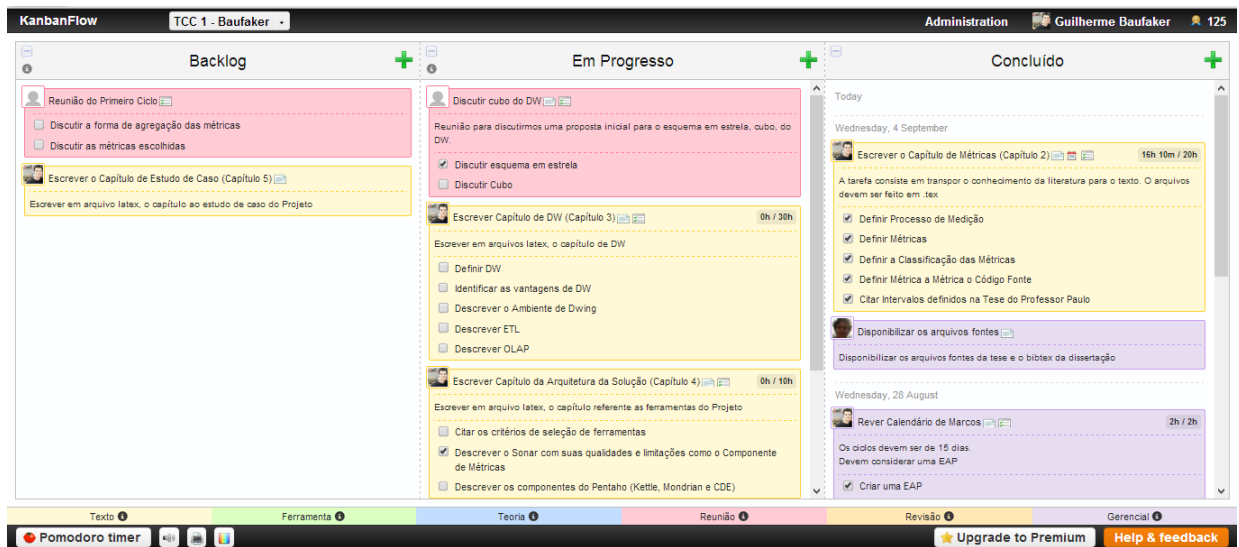 KanbanFlow
TCC 1 - Baufaker
Administration
Guilherme Baufaker
125
Backlog
Reunião do Primeiro Ciclo
Discutir a forma de agregação das métricas
Discutir as métricas escolhidas
Escrever o Capítulo de Estudo de Caso (Capítulo 5)
Escrever em arquivo latex, o capítulo ao estudo de caso do Projeto
Em Progresso
Discutir cubo do DW
Reunião para discutirmos uma proposta inicial para o esquema em estrela, cubo, do
DW.
Discutir esquema em estrela
Discutir Cubo
Escrever Capítulo de DW (Capítulo 3)
0h / 30h
Escrever em arquivos latex, o capítulo de DW
Definir DW
Identificar as vantagens de DW
Descrever o Ambiente de Dwing
Descrever ETL
Descrever OLAP
Escrever Capítulo da Arquitetura da Solução (Capítulo 4)
0h / 10h
Escrever em arquivo latex, o capítulo referente as ferramentas do Projeto
Citar os critérios de seleção de ferramentas
Descrever o Sonar com suas qualidades e limitações como o Componente
de Métricas
Descrever os componentes do Pentaho (Kettle, Mondrian e CDE)
Concluído
Today
Wednesday, 4 September
Escrever o Capítulo de Métricas (Capítulo 2)
16h 10m / 20h
A tarefa consiste em transpor o conhecimento da literatura para o texto. O arquivos
devem ser feito em .tex
Definir Processo de Medição
Definir Métricas
Definir a Classificação das Métricas
Definir Métrica a Métrica o Código Fonte
Citar Intervalos definidos na Tese do Professor Paulo
Disponibilizar os arquivos fontes
Disponibilizar os arquivos fontes da tese e o bibtex da dissertação
Wednesday, 28 August
Rever Calendário de Marcos
2h / 2h
Os ciclos devem ser de 15 dias.
Devem considerar uma EAP
Criar uma EAP
Texto
Ferramenta
Teoria
Reunião
Revisão
Gerencial
Pomodoro timer
Upgrade to Premium
Help & feedback